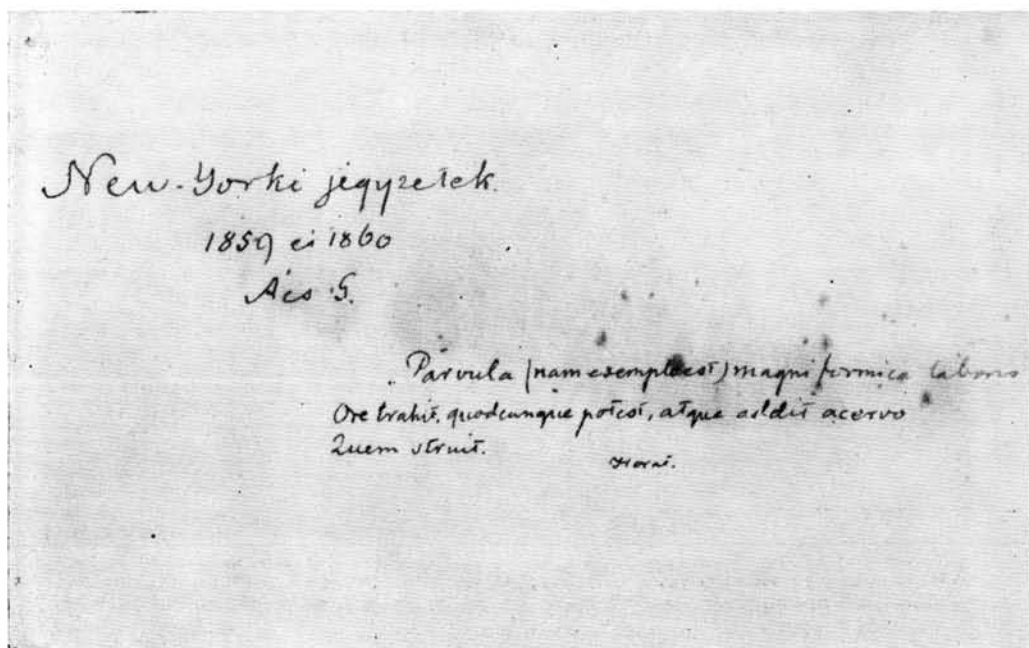 New-Yorki jegyzetek.
1859 és 1860
Ács G.
„Parvula (nam exemplo est) magni formica laboris
Ore trahit, quodcunque potest, atque addit acervo
Quem struit.
Horat.